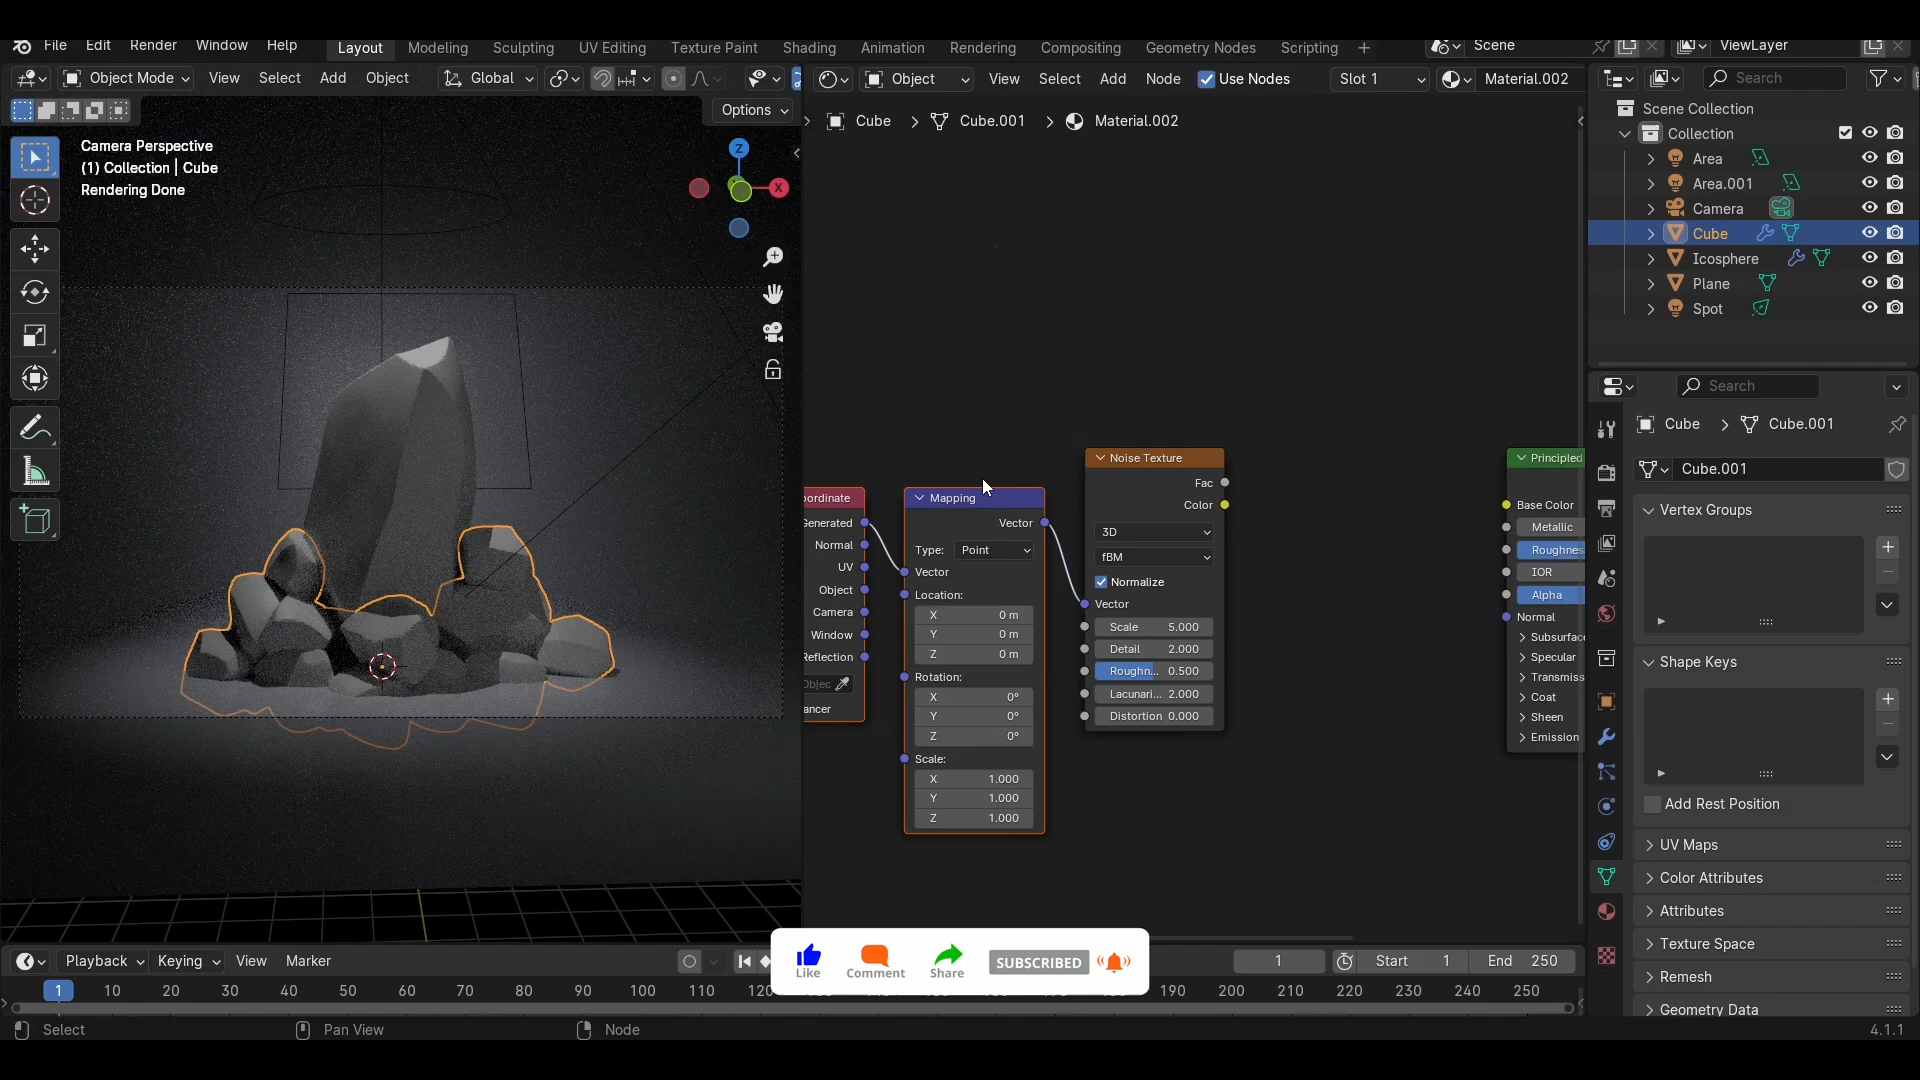 File Edit Render Window Help Layout Modeling Sculpting UV Editing Texture Paint Shading Animation Rendering Compositing Geometry Nodes Scripting + Scene ViewLayer
Object Mode View Select Add Object Global
Options
Camera Perspective
(1) Collection | Cube
Rendering Done
Z
X
Object View Select Add Node Use Nodes Slot 1 Material.002
Cube > Cube.001 > Material.002
oordinate
Generated
Normal
UV
Object
Camera
Window
Reflection
Objec
ancer
Mapping
Vector
Type: Point
Vector
Location:
X 0 m
Y 0 m
Z 0 m
Rotation:
X 0°
Y 0°
Z 0°
Scale:
X 1.000
Y 1.000
Z 1.000
Noise Texture
Fac
Color
3D
fBM
Normalize
Vector
Scale 5.000
Detail 2.000
Roughn... 0.500
Lacunari... 2.000
Distortion 0.000
Principled
Base Color
Metallic
Roughnes
IOR
Alpha
Normal
Subsurfac
Specular
Transmiss
Coat
Sheen
Emission
Search
Scene Collection
Collection
Area
Area.001
Camera
Cube
Icosphere
Plane
Spot
Search
Cube > Cube.001
Cube.001
Vertex Groups
Shape Keys
Add Rest Position
UV Maps
Color Attributes
Attributes
Texture Space
Remesh
Geometry Data
Playback Keying View Marker
1 Start 1 End 250
Like
Comment
Share
SUBSCRIBED
1 10 20 30 40 50 60 70 80 90 100 110 120 190 200 210 220 230 240 250
Select Pan View Node 4.1.1